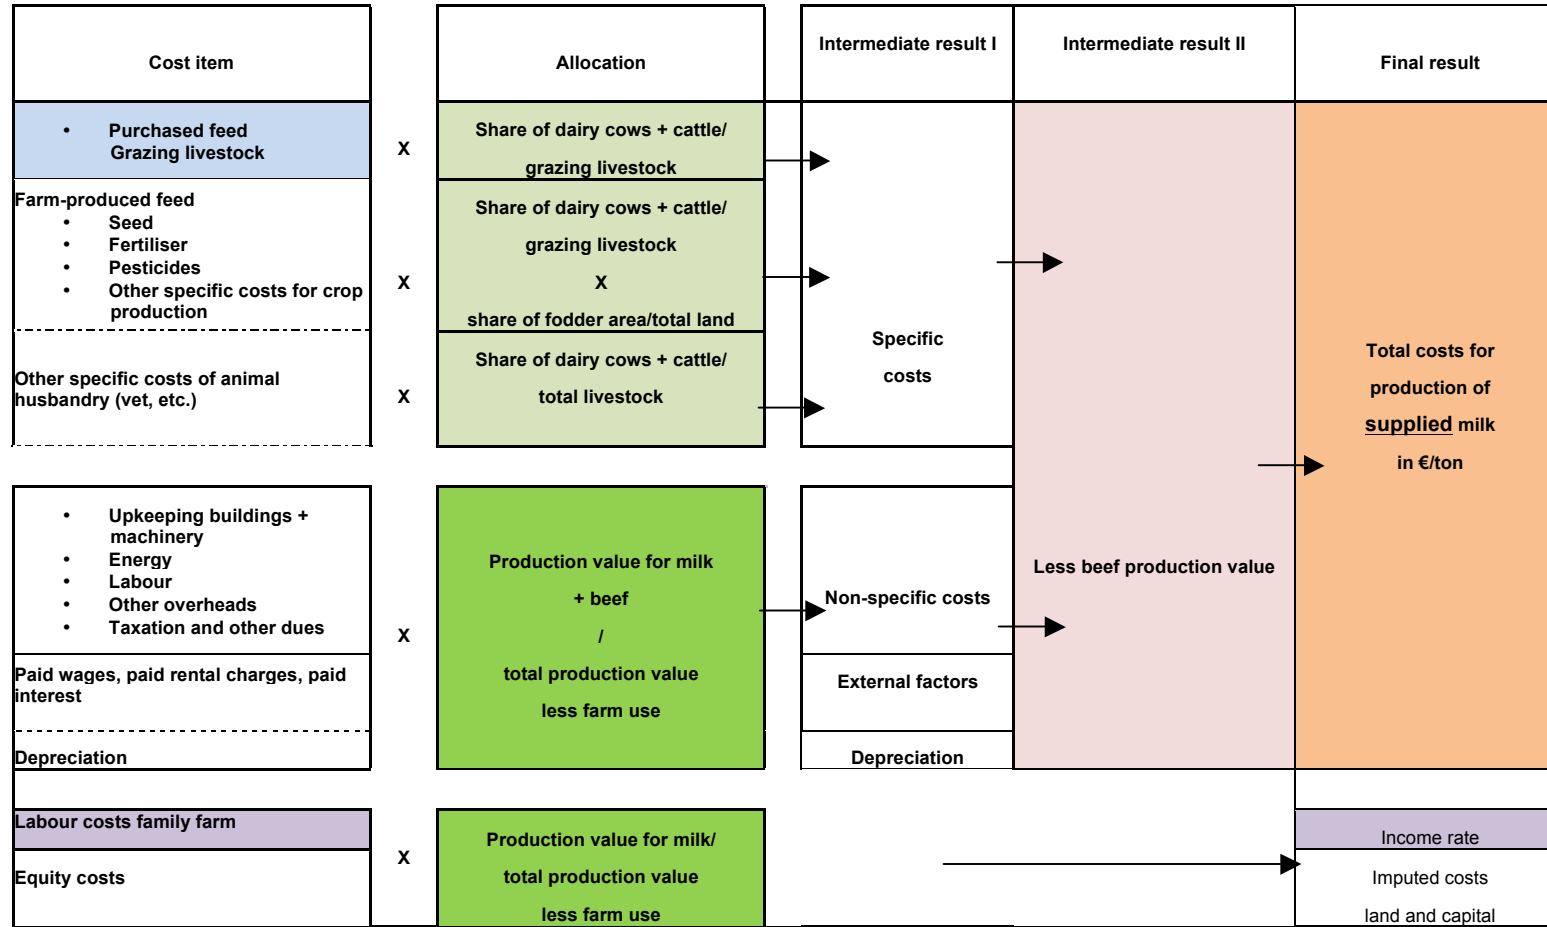 Cost item
Allocation
Intermediate result I
Intermediate result II
Final result
• Purchased feed
Grazing livestock
X
Share of dairy cows + cattle/
grazing livestock
Farm-produced feed
• Seed
• Fertiliser
• Pesticides
• Other specific costs for crop
production
X
Share of dairy cows + cattle/
grazing livestock
X
share of fodder area/total land
Other specific costs of animal
husbandry (vet, etc.)
X
Share of dairy cows + cattle/
total livestock
Specific
costs
• Upkeeping buildings +
machinery
• Energy
• Labour
• Other overheads
• Taxation and other dues
Paid wages, paid rental charges, paid
interest
Depreciation
X
Production value for milk
+ beef
/
total production value
less farm use
Non-specific costs
External factors
Depreciation
Less beef production value
Total costs for
production of
supplied milk
in €/ton
Labour costs family farm
Equity costs
X
Production value for milk/
total production value
less farm use
Income rate
Imputed costs
land and capital